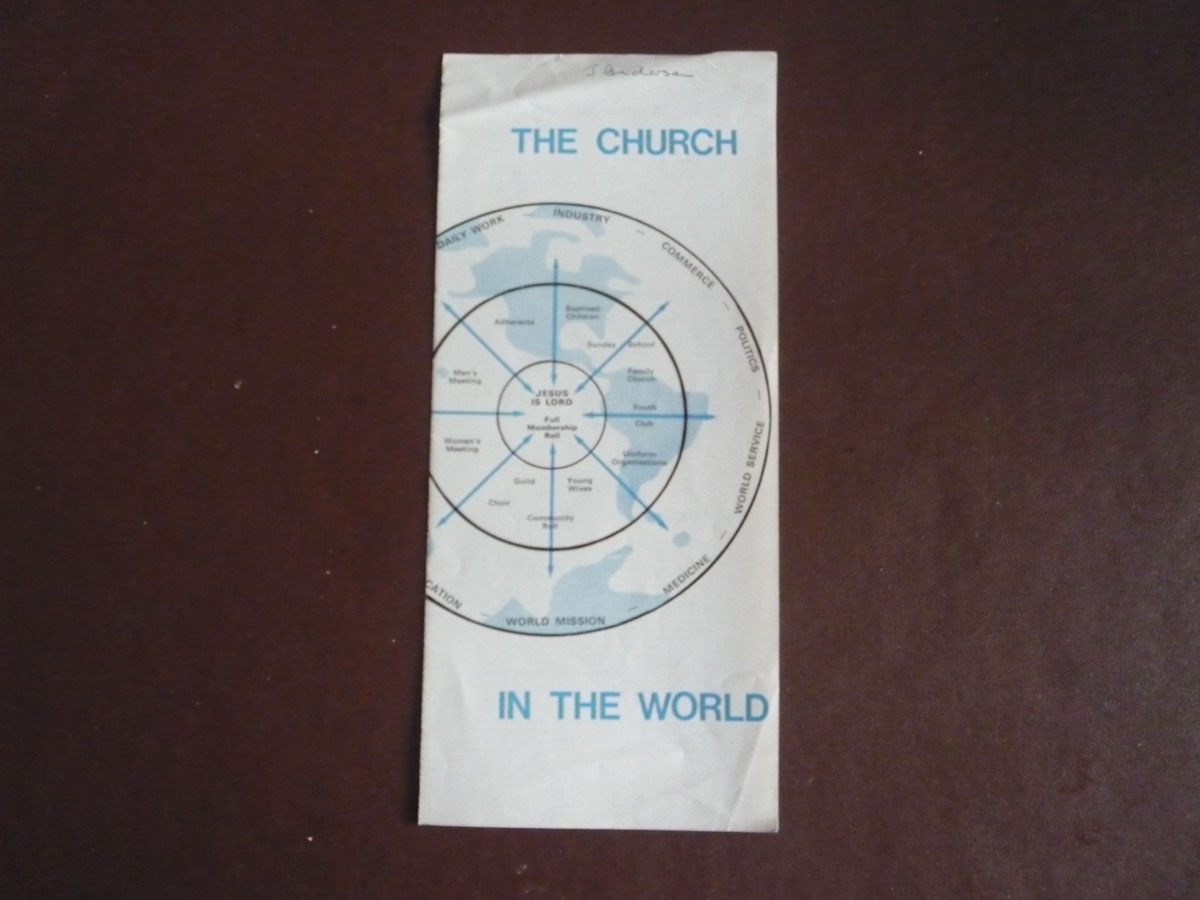 THE CHURCH
DAILY WORK – INDUSTRY – COMMERCE – POLITICS – WORLD SERVICE – MEDICINE – WORLD MISSION – CATION
Adherents
Baptised
Children
Sunday School
Family
Church
Youth
Club
Uniform
Organisations
Young
Wives
Community
Roll
Guild
Choir
Women's
Meeting
Men's
Meeting
JESUS
IS LORD
Full
Membership
Roll
IN THE WORLD